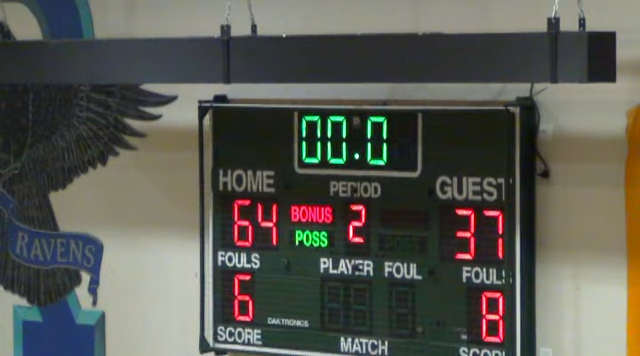 00.0
HOME PERIOD GUEST
64 BONUS 2 37
POSS
FOULS PLAYER FOUL FOULS
6 8
DAKTRONICS
SCORE MATCH SCORE
RAVENS